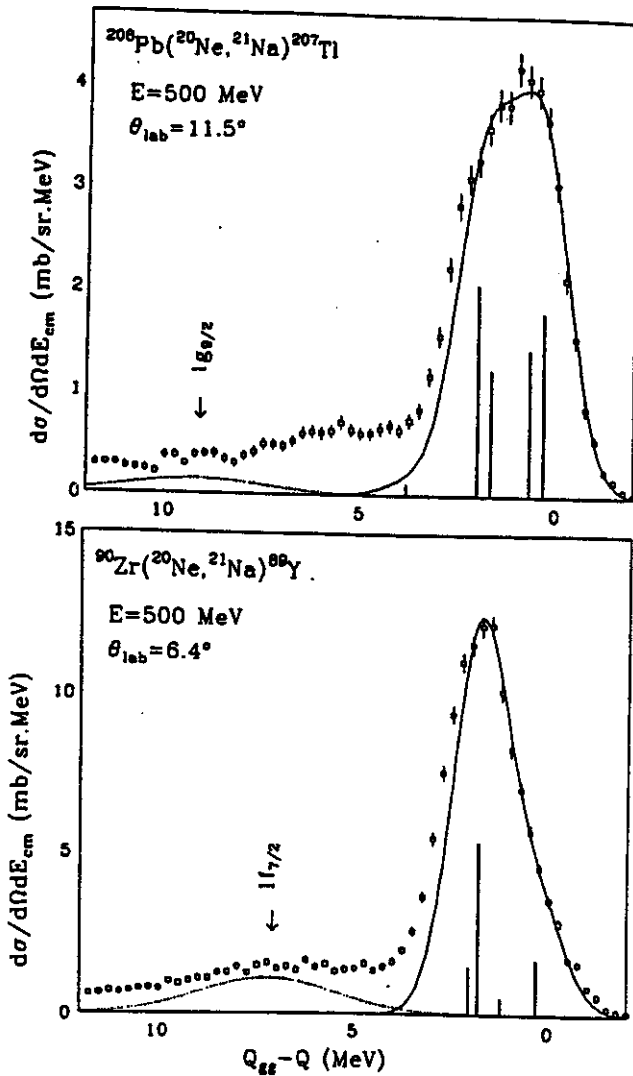 ²⁰⁸Pb(²⁰Ne,²¹Na)²⁰⁷Tl
E=500 MeV
θlab=11.5°
dσ/dΩdEcm (mb/sr.MeV)
4
3
2
1
0
1g9/2
10
5
0
⁹⁰Zr(²⁰Ne,²¹Na)⁸⁹Y
E=500 MeV
θlab=6.4°
dσ/dΩdEcm (mb/sr.MeV)
15
10
5
0
1f7/2
10
5
0
Qgg-Q (MeV)